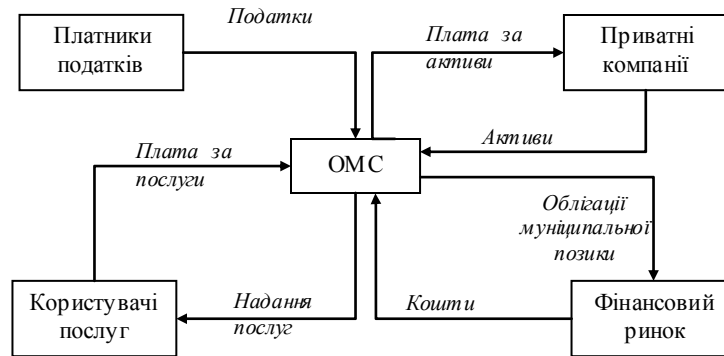 Податки
Платники
податків
Плата за
активи
Приватні
компанії
Плата за
послуги
ОМС
Активи
Облігації
муніципальної
позики
Користувачі
послуг
Надання
послуг
Кошти
Фінансовий
ринок